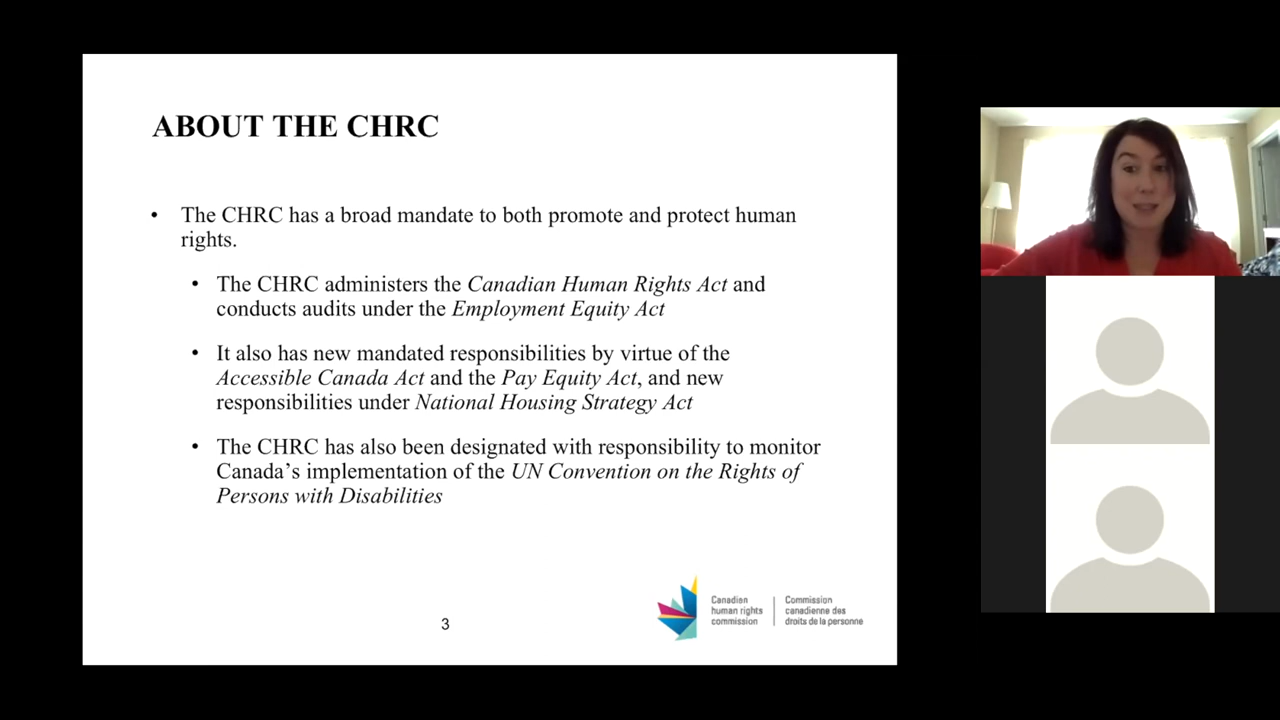 ABOUT THE CHRC
• The CHRC has a broad mandate to both promote and protect human
rights.
• The CHRC administers the Canadian Human Rights Act and
conducts audits under the Employment Equity Act
• It also has new mandated responsibilities by virtue of the
Accessible Canada Act and the Pay Equity Act, and new
responsibilities under National Housing Strategy Act
• The CHRC has also been designated with responsibility to monitor
Canada’s implementation of the UN Convention on the Rights of
Persons with Disabilities
3
Canadian
human rights
commission
Commission
canadienne des
droits de la personne